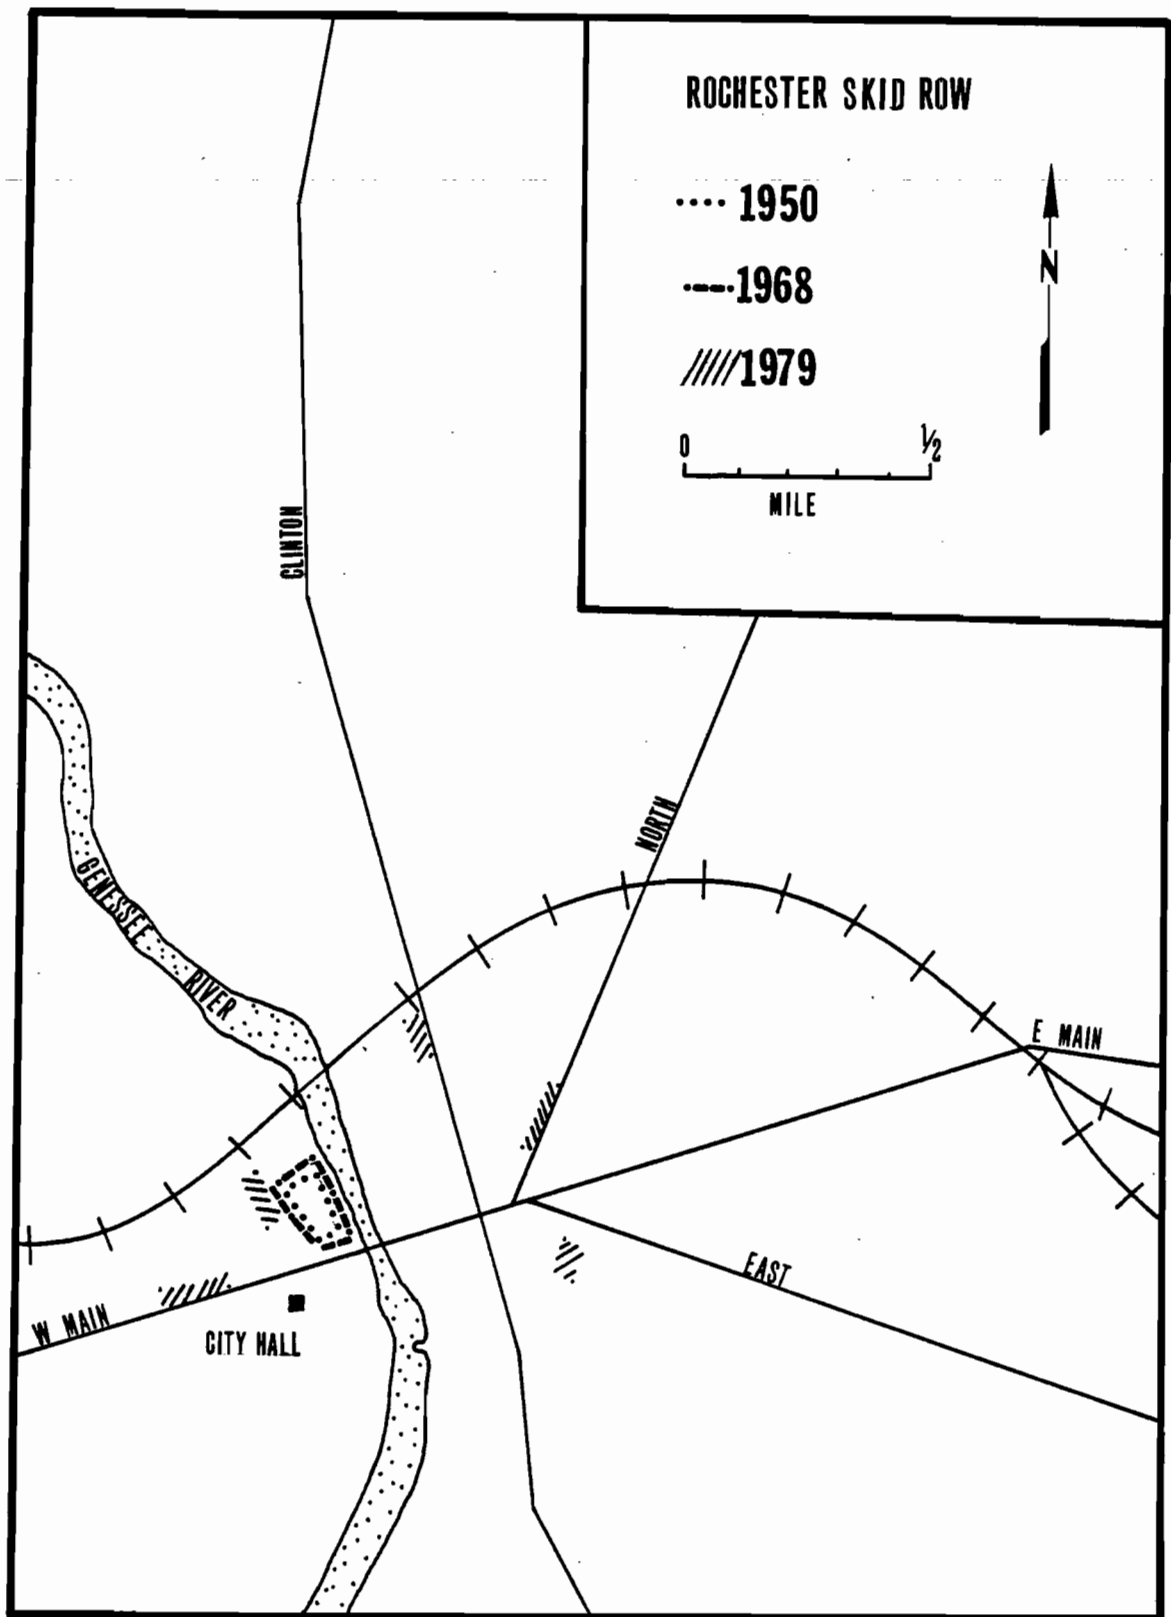 ROCHESTER SKID ROW
1950
1968
1979
N
0 ½
MILE
CLINTON
NORTH
GENESSEE
RIVER
E MAIN
EAST
W MAIN
CITY HALL